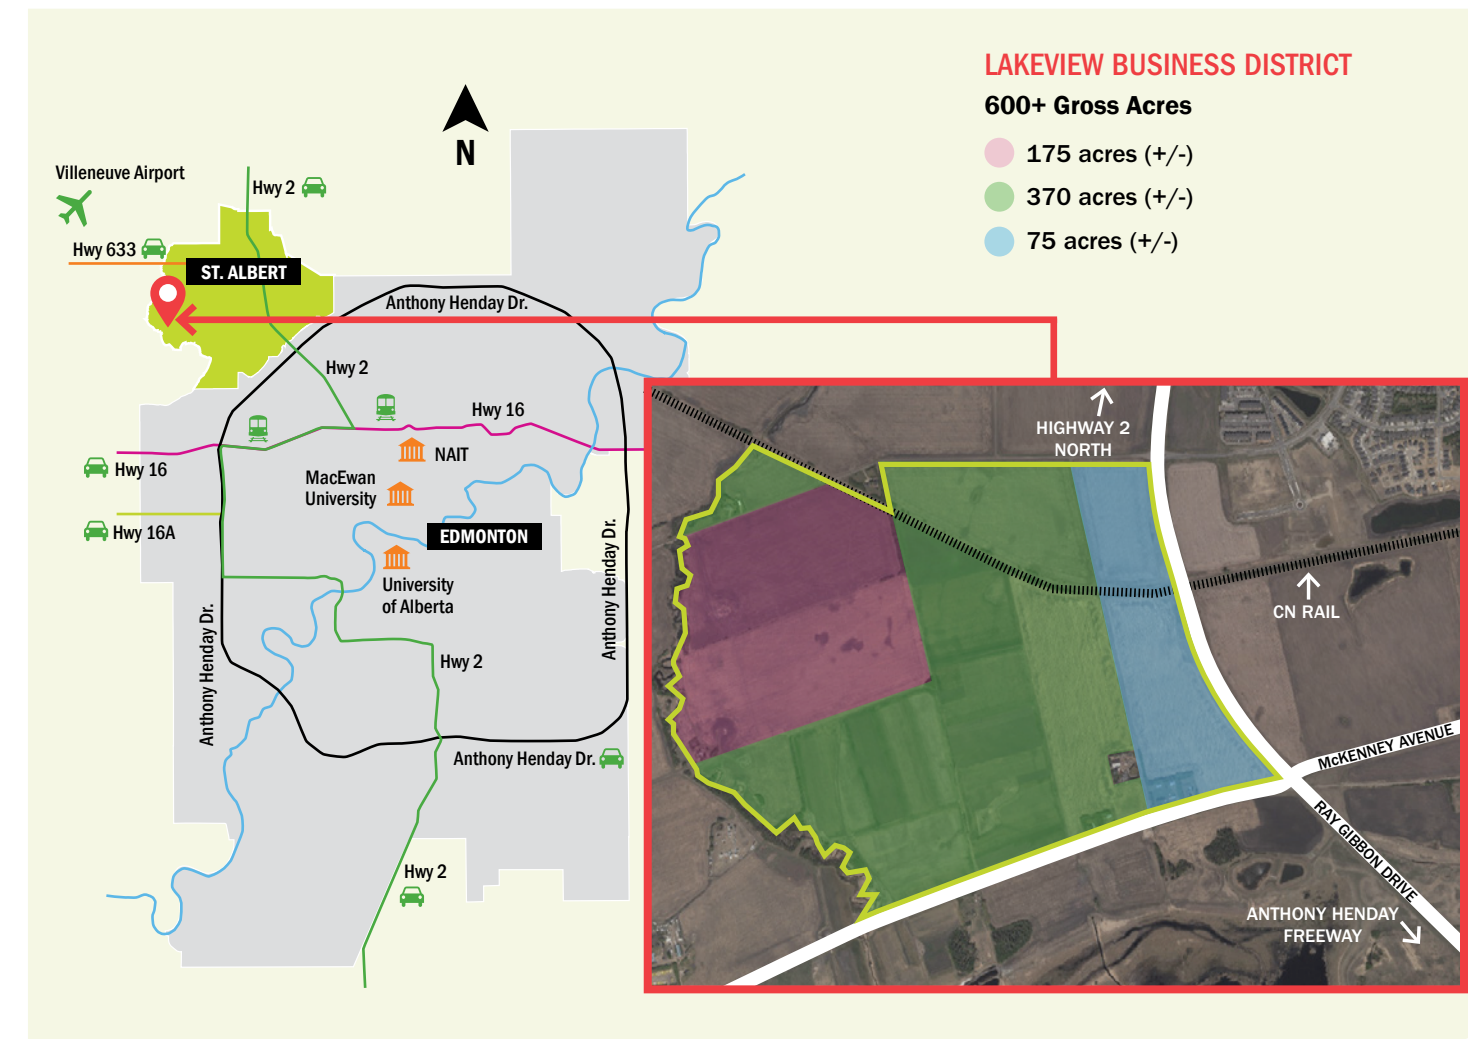 LAKEVIEW BUSINESS DISTRICT
600+ Gross Acres
175 acres (+/-)
370 acres (+/-)
75 acres (+/-)
N
Villeneuve Airport
Hwy 2
Hwy 633
ST. ALBERT
Anthony Henday Dr.
Hwy 2
Hwy 16
NAIT
Hwy 16
MacEwan
University
Hwy 16A
EDMONTON
University
of Alberta
Anthony Henday Dr.
Anthony Henday Dr.
Hwy 2
Anthony Henday Dr.
Hwy 2
HIGHWAY 2
NORTH
CN RAIL
McKENNEY AVENUE
RAY GIBBON DRIVE
ANTHONY HENDAY
FREEWAY